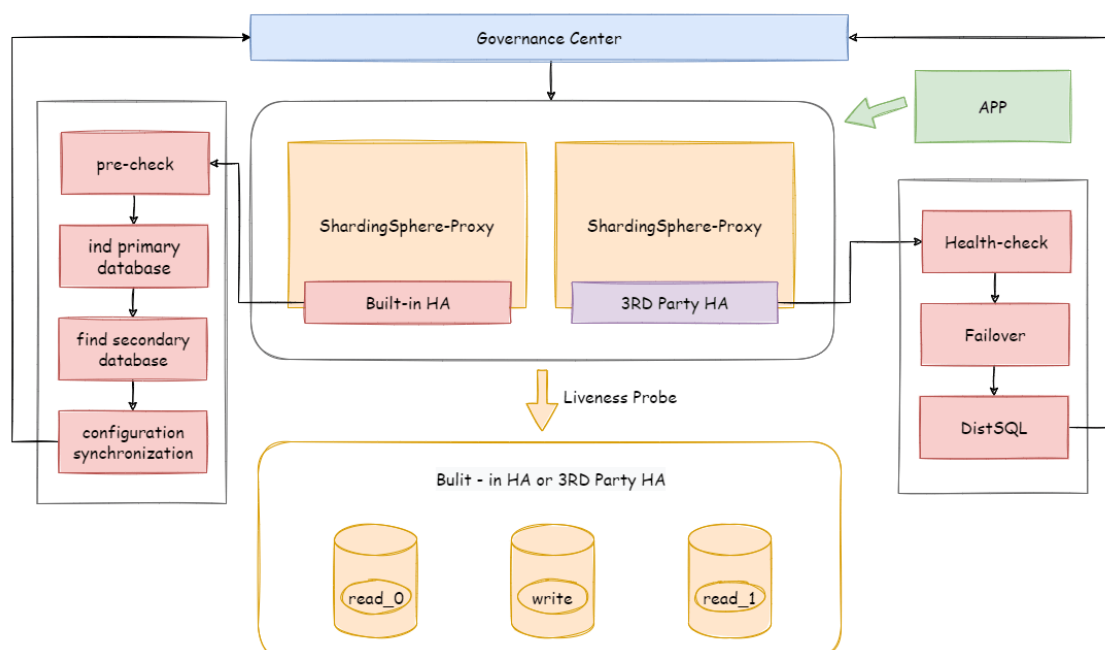 Governance Center
APP
pre-check
ind primary
database
find secondary
database
configuration
synchronization
ShardingSphere-Proxy
Built-in HA
ShardingSphere-Proxy
3RD Party HA
Health-check
Failover
DistSQL
Liveness Probe
Bulit - in HA or 3RD Party HA
read_0
write
read_1